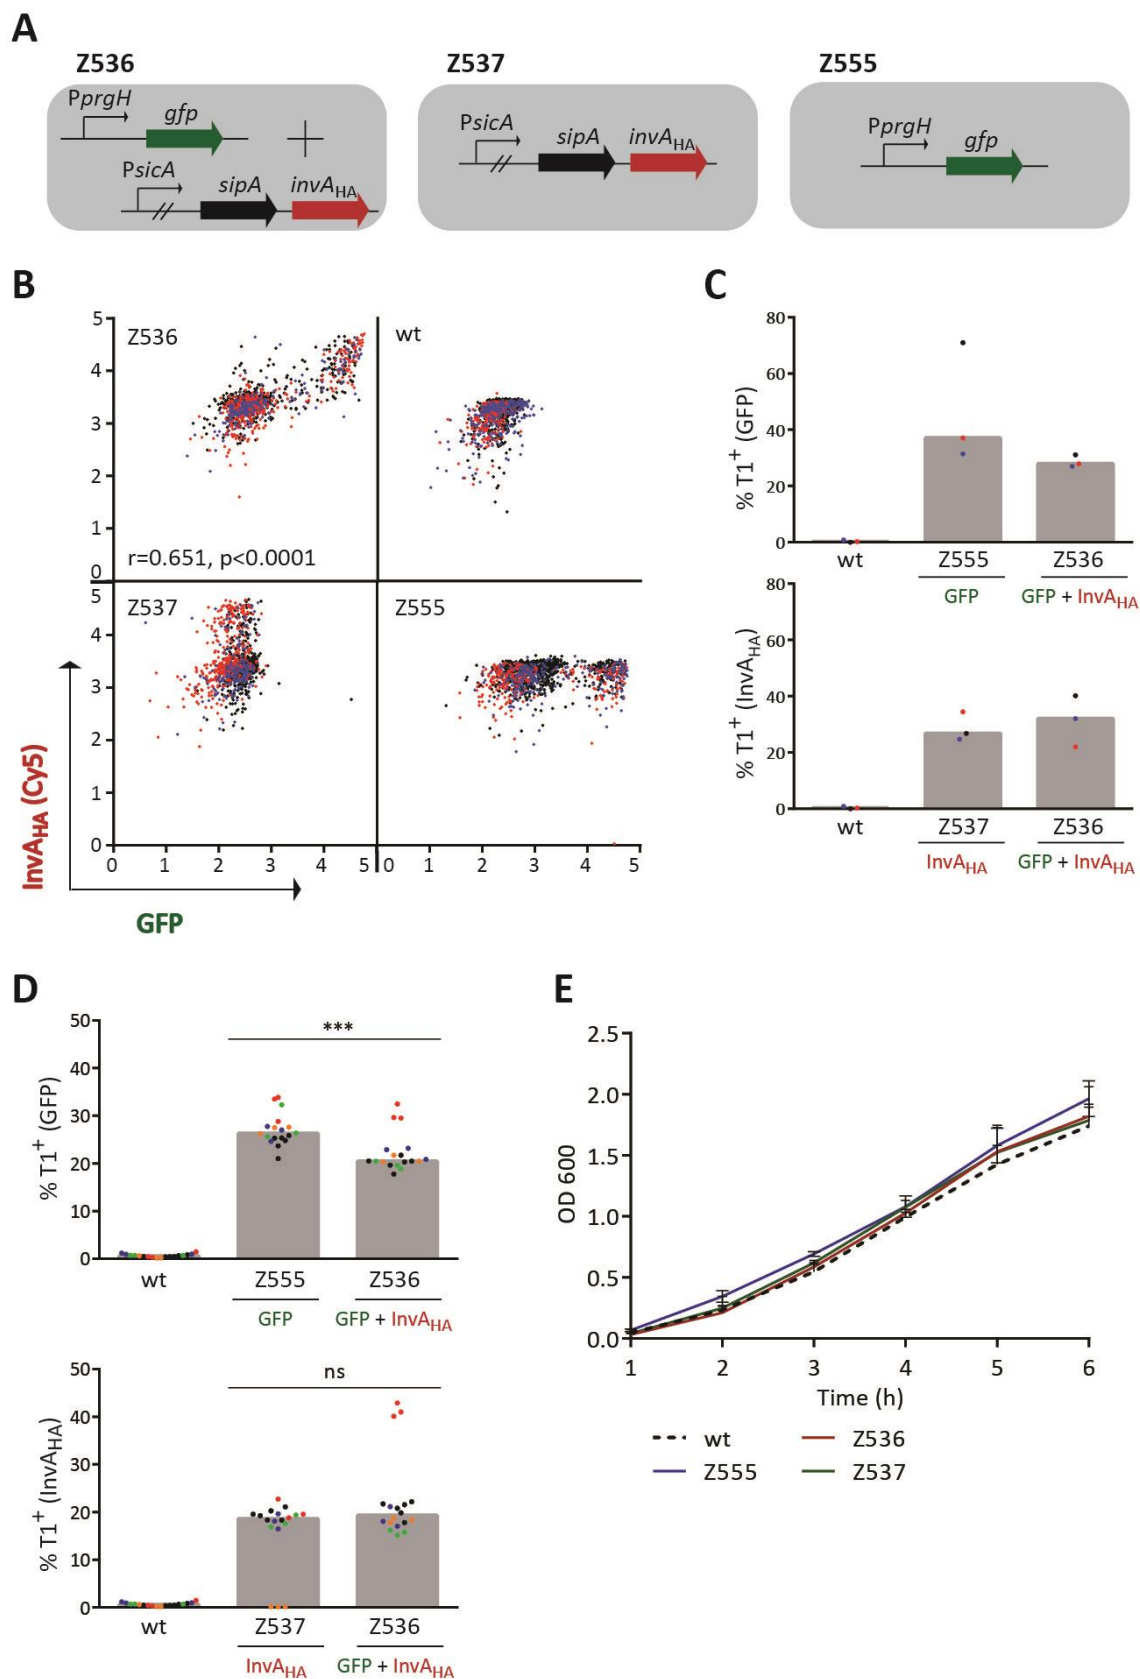 A
Z536
Z537
Z555
PprgH
gfp
PsicA
sipA
invAHA
PsicA
sipA
invAHA
PprgH
gfp
B
5
4
3
2
1
0
Z536
r=0.651, p<0.0001
wt
5
4
3
2
1
0
Z537
Z555
0 1 2 3 4 5
0 1 2 3 4 5
InvAHA (Cy5)
GFP
C
% T1+ (GFP)
80
60
40
20
0
wt Z555 Z536
GFP GFP + InvAHA
% T1+ (InvAHA)
80
60
40
20
0
wt Z537 Z536
InvAHA GFP + InvAHA
D
% T1+ (GFP)
50
40
30
20
10
0
***
wt Z555 Z536
GFP GFP + InvAHA
% T1+ (InvAHA)
50
40
30
20
10
0
ns
wt Z537 Z536
InvAHA GFP + InvAHA
E
OD 600
2.5
2.0
1.5
1.0
0.5
0.0
1 2 3 4 5 6
Time (h)
wt Z536
Z555 Z537